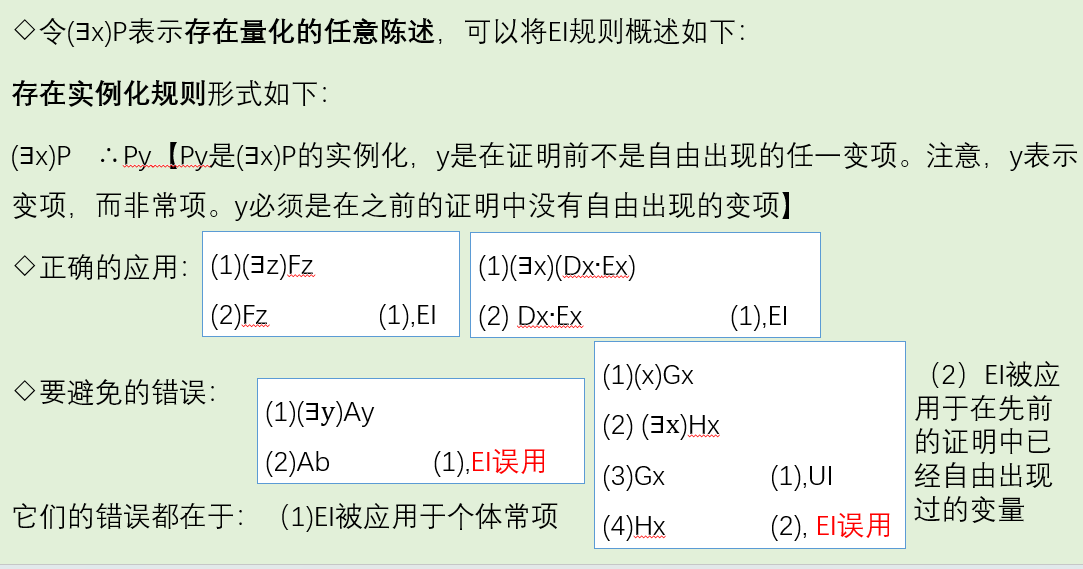 ◇令(∃x)P表示存在量化的任意陈述，可以将EI规则概述如下：
存在实例化规则形式如下：
(∃x)P ∴Py【Py是(∃x)P的实例化，y是在证明前不是自由出现的任一变项。注意，y表示
变项，而非常项。y必须是在之前的证明中没有自由出现的变项】
◇正确的应用：
(1)(∃z)Fz
(2)Fz (1),EI
(1)(∃x)(Dx·Ex)
(2) Dx·Ex (1),EI
◇要避免的错误：
(1)(∃y)Ay
(2)Ab (1),EI误用
(1)(x)Gx
(2) (∃x)Hx
(3)Gx (1),UI
(4)Hx (2), EI误用
它们的错误都在于：（1)EI被应用于个体常项
（2）EI被应
用于在先前
的证明中已
经自由出现
过的变量